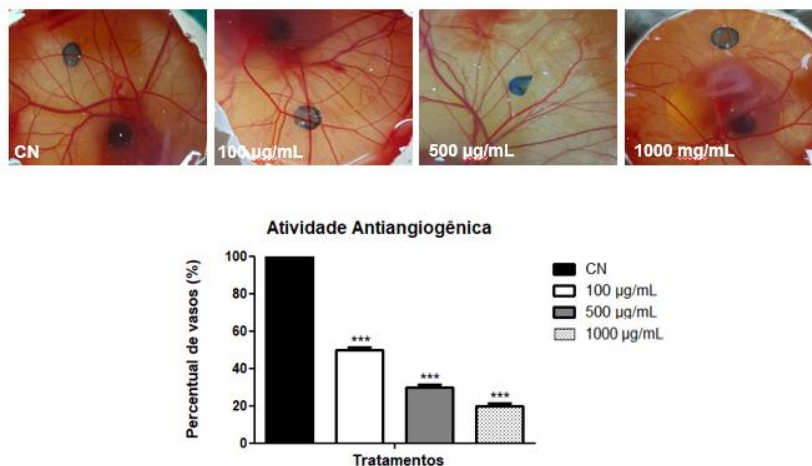 CN
100 µg/mL
500 µg/mL
1000 mg/mL
Atividade Antiangiogênica
Percentual de vasos (%)
100
80
60
40
20
0
***
***
***
Tratamentos
CN
100 µg/mL
500 µg/mL
1000 µg/mL